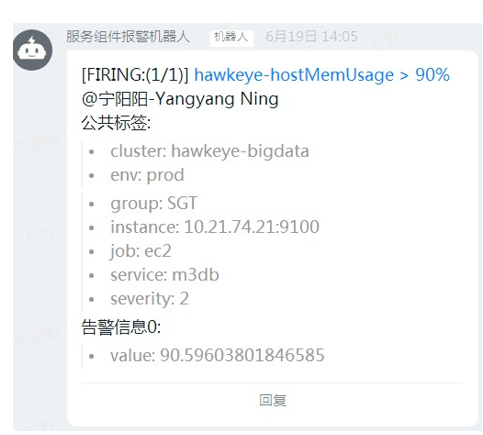 服务组件报警机器人 机器人 6月19日 14:05
[FIRING:(1/1)] hawkeye-hostMemUsage > 90%
@宁阳阳-Yangyang Ning
公共标签:
• cluster: hawkeye-bigdata
• env: prod
• group: SGT
• instance: 10.21.74.21:9100
• job: ec2
• service: m3db
• severity: 2
告警信息0:
• value: 90.59603801846585
回复